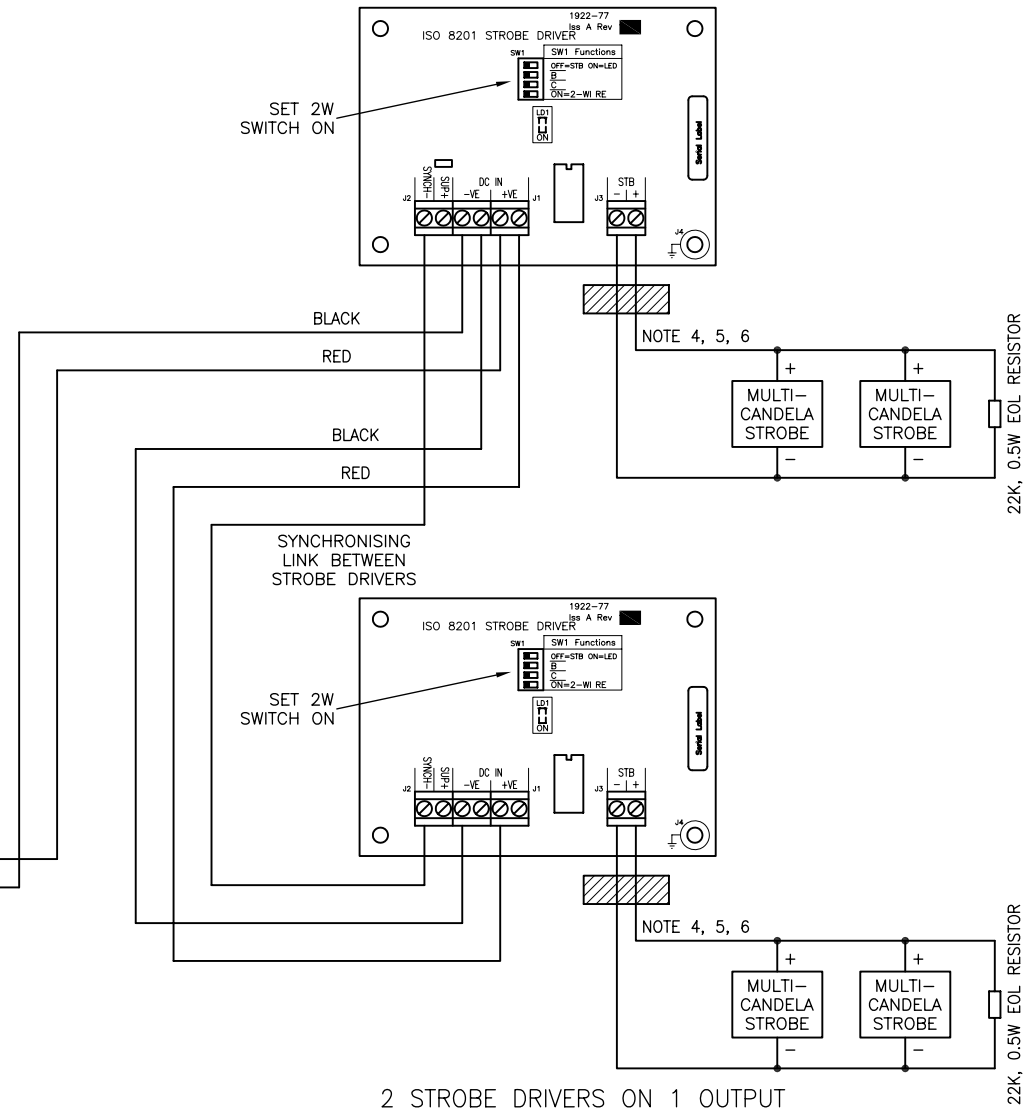 1922-77
Iss A Rev
ISO 8201 STROBE DRIVER
SW1
SW1 Functions
OFF=STB ON=LED
B
C
ON=2-WI RE
SET 2W
SWITCH ON
LD1
ON
Serial Label
SYNCH-
SUP+
DC IN
-VE
+VE
J2
J1
STB
- +
J3
J4
BLACK
RED
NOTE 4, 5, 6
+
+
MULTI-
CANDELA
STROBE
MULTI-
CANDELA
STROBE
-
-
22K, 0.5W EOL RESISTOR
BLACK
RED
SYNCHRONISING
LINK BETWEEN
STROBE DRIVERS
1922-77
Iss A Rev
ISO 8201 STROBE DRIVER
SW1
SW1 Functions
OFF=STB ON=LED
B
C
ON=2-WI RE
SET 2W
SWITCH ON
LD1
ON
Serial Label
SYNCH-
SUP+
DC IN
-VE
+VE
J2
J1
STB
- +
J3
J4
NOTE 4, 5, 6
+
+
MULTI-
CANDELA
STROBE
MULTI-
CANDELA
STROBE
-
-
22K, 0.5W EOL RESISTOR
2 STROBE DRIVERS ON 1 OUTPUT